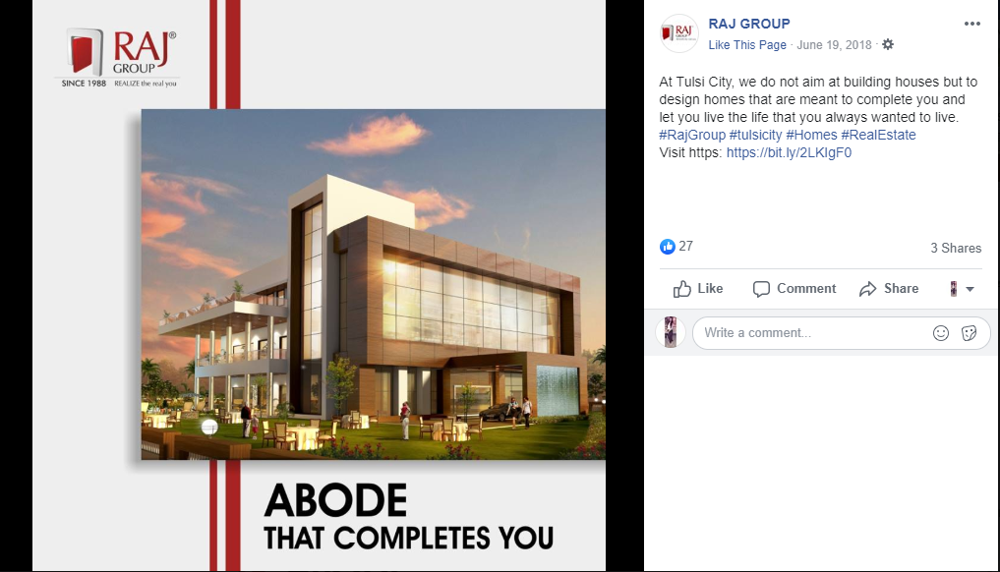 RAJ®
GROUP
SINCE 1988 REALIZE the real you
ABODE
THAT COMPLETES YOU
RAJ GROUP
Like This Page · June 19, 2018 ·
At Tulsi City, we do not aim at building houses but to
design homes that are meant to complete you and
let you live the life that you always wanted to live.
#RajGroup #tulsicity #Homes #RealEstate
Visit https: https://bit.ly/2LKIgF0
27
3 Shares
Like Comment Share
Write a comment...